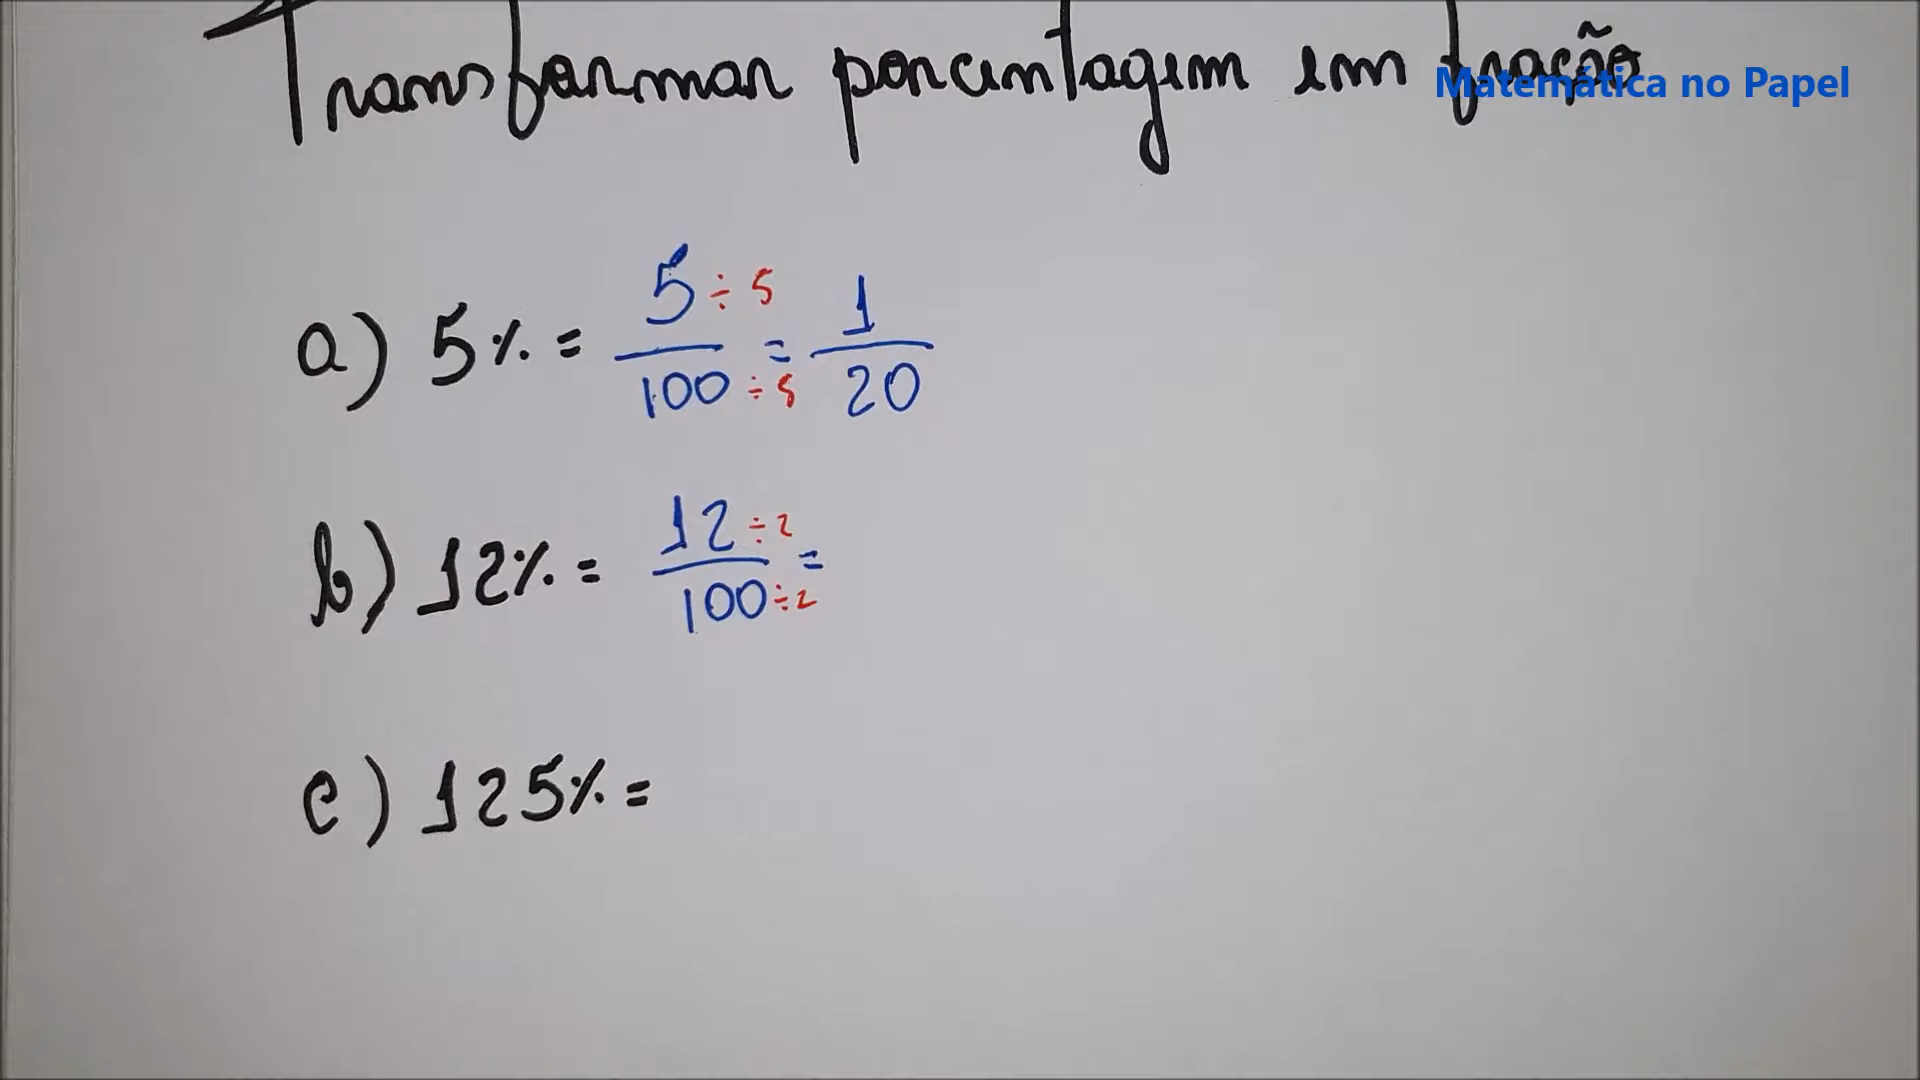 Transformar porcentagem em fração
Matemática no Papel
a) 5% = 5 ÷ 5 / 100 ÷ 5 = 1 / 20
b) 12% = 12 ÷ 2 / 100 ÷ 2 =
c) 125% =